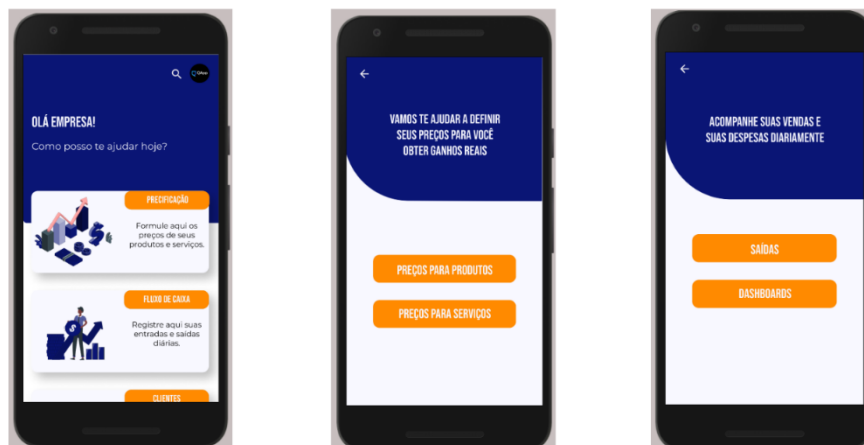 OLÁ EMPRESA!
Como posso te ajudar hoje?
PRECIFICAÇÃO
Formule aqui os
preços de seus
produtos e serviços.
FLUXO DE CAIXA
Registre aqui suas
entradas e saídas
diárias.
CLIENTES
VAMOS TE AJUDAR A DEFINIR
SEUS PREÇOS PARA VOCÊ
OBTER GANHOS REAIS
PREÇOS PARA PRODUTOS
PREÇOS PARA SERVIÇOS
ACOMPANHE SUAS VENDAS E
SUAS DESPESAS DIARIAMENTE
SAÍDAS
DASHBOARDS